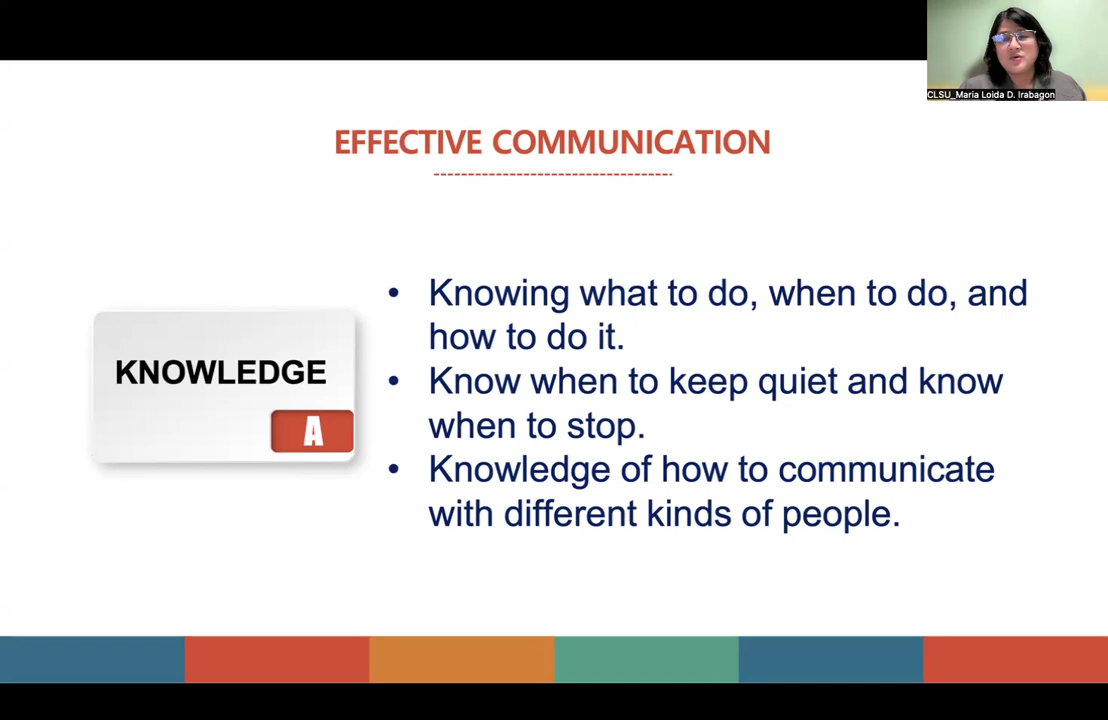 CLSU_Maria Loida D. Irabagon
EFFECTIVE COMMUNICATION
KNOWLEDGE
A
• Knowing what to do, when to do, and
how to do it.
• Know when to keep quiet and know
when to stop.
• Knowledge of how to communicate
with different kinds of people.